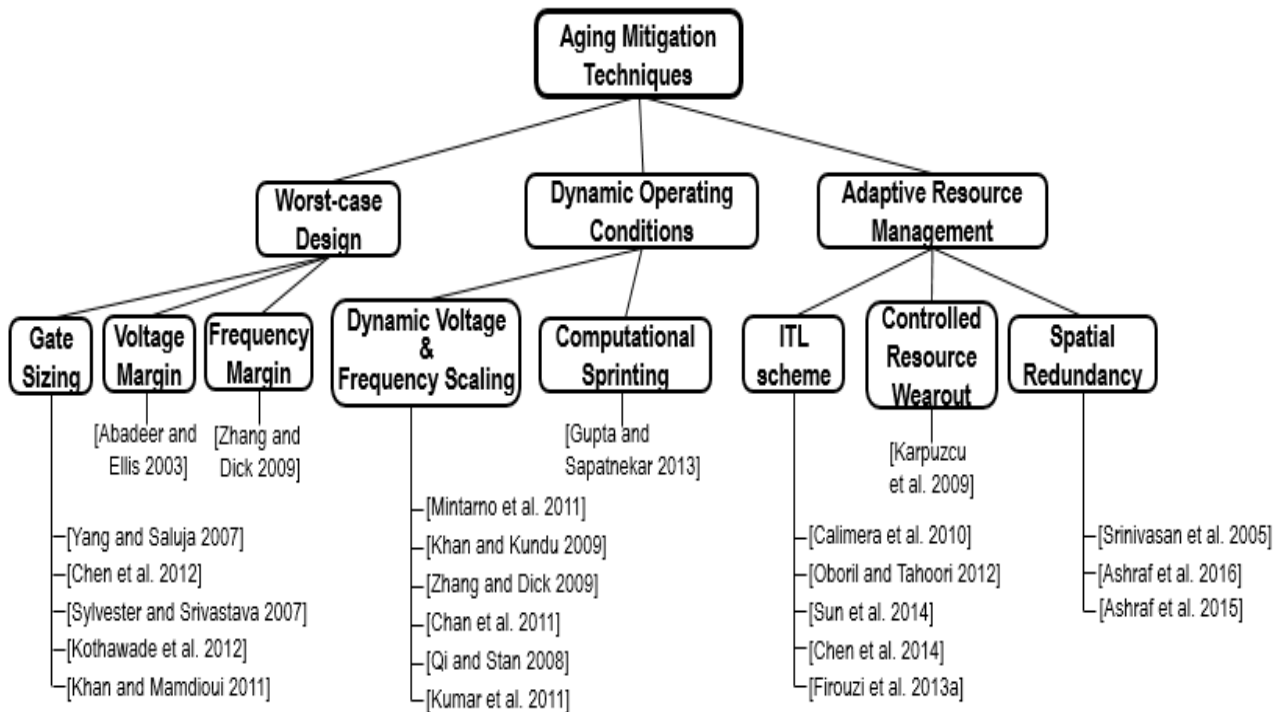 Aging Mitigation
Techniques
Worst-case
Design
Dynamic Operating
Conditions
Adaptive Resource
Management
Gate
Sizing
Voltage
Margin
Frequency
Margin
Dynamic Voltage
&
Frequency Scaling
Computational
Sprinting
ITL
scheme
Controlled
Resource
Wearout
Spatial
Redundancy
[Abadeer and
Ellis 2003]
[Zhang and
Dick 2009]
[Gupta and
Sapatnekar 2013]
[Karpuzcu
et al. 2009]
[Yang and Saluja 2007]
[Chen et al. 2012]
[Sylvester and Srivastava 2007]
[Kothawade et al. 2012]
[Khan and Mamdioui 2011]
[Mintarno et al. 2011]
[Khan and Kundu 2009]
[Zhang and Dick 2009]
[Chan et al. 2011]
[Qi and Stan 2008]
[Kumar et al. 2011]
[Calimera et al. 2010]
[Oboril and Tahoori 2012]
[Sun et al. 2014]
[Chen et al. 2014]
[Firouzi et al. 2013a]
[Srinivasan et al. 2005]
[Ashraf et al. 2016]
[Ashraf et al. 2015]